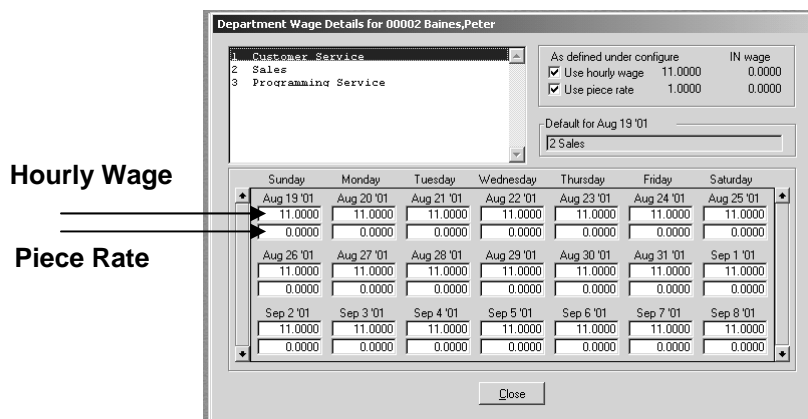 Department Wage Details for 00002 Baines,Peter
1 Customer Service
2 Sales
3 Programming Service
As defined under configure IN wage
Use hourly wage 11.0000 0.0000
Use piece rate 1.0000 0.0000
Default for Aug 19 '01
2 Sales
Hourly Wage
Piece Rate
Sunday Monday Tuesday Wednesday Thursday Friday Saturday
Aug 19 '01 Aug 20 '01 Aug 21 '01 Aug 22 '01 Aug 23 '01 Aug 24 '01 Aug 25 '01
11.0000 11.0000 11.0000 11.0000 11.0000 11.0000 11.0000
0.0000 0.0000 0.0000 0.0000 0.0000 0.0000 0.0000
Aug 26 '01 Aug 27 '01 Aug 28 '01 Aug 29 '01 Aug 30 '01 Aug 31 '01 Sep 1 '01
11.0000 11.0000 11.0000 11.0000 11.0000 11.0000 11.0000
0.0000 0.0000 0.0000 0.0000 0.0000 0.0000 0.0000
Sep 2 '01 Sep 3 '01 Sep 4 '01 Sep 5 '01 Sep 6 '01 Sep 7 '01 Sep 8 '01
11.0000 11.0000 11.0000 11.0000 11.0000 11.0000 11.0000
0.0000 0.0000 0.0000 0.0000 0.0000 0.0000 0.0000
Close